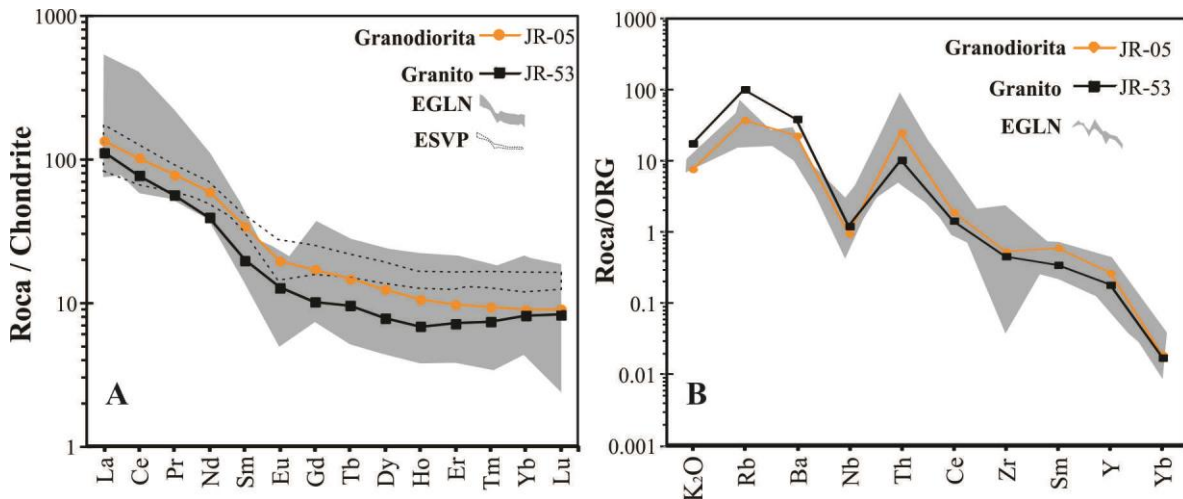 1000
100
10
1
Roca / Chondrite
Granodiorita JR-05
Granito JR-53
EGLN
ESVP
A
La Ce Pr Nd Sm Eu Gd Tb Dy Ho Er Tm Yb Lu
1000
100
10
1
0.1
0.01
0.001
Roca/ORG
Granodiorita JR-05
Granito JR-53
EGLN
B
K₂O Rb Ba Nb Th Ce Zr Sm Y Yb